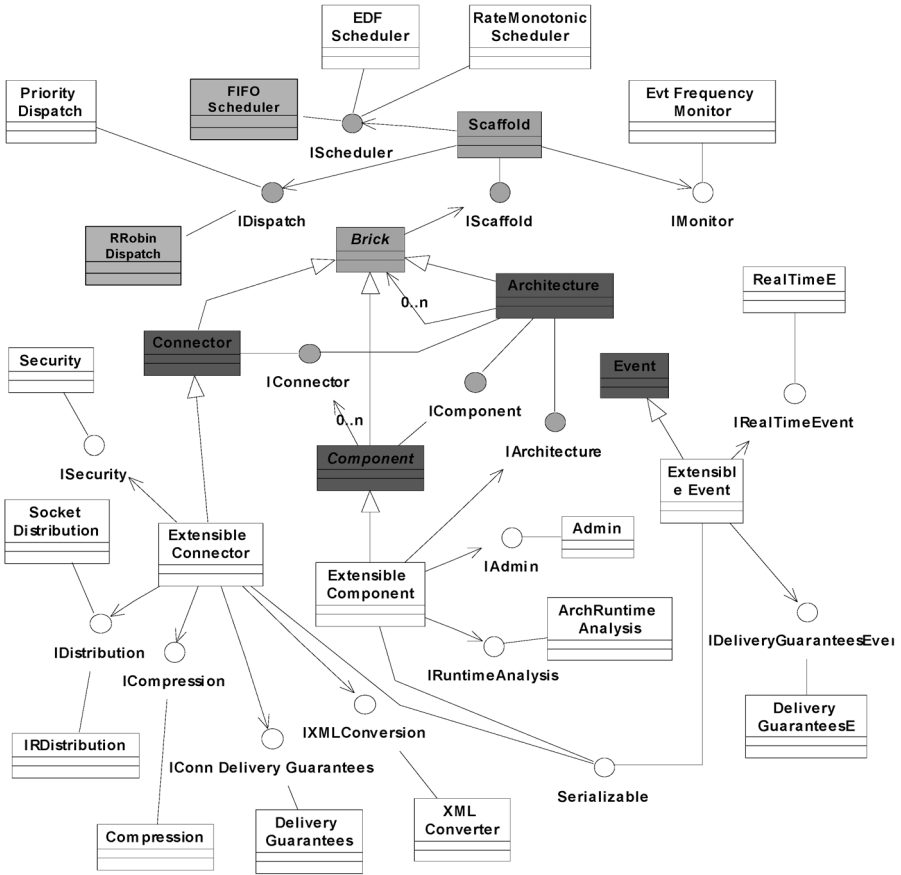 EDF
Scheduler
RateMonotonic
Scheduler
Priority
Dispatch
FIFO
Scheduler
Evt Frequency
Monitor
Scaffold
IScheduler
IDispatch
IScaffold
IMonitor
RRobin
Dispatch
Brick
Architecture
RealTimeE
0..n
Connector
Security
IConnector
Event
IComponent
IRealTimeEvent
0..n
Component
IArchitecture
ISecurity
Extensibl
e Event
Socket
Distribution
Extensible
Connector
Admin
IAdmin
Extensible
Component
ArchRuntime
Analysis
IDistribution
IRuntimeAnalysis
IDeliveryGuaranteesEver
ICompression
IXMLConversion
Delivery
GuaranteesE
IRDistribution
IConn Delivery Guarantees
Serializable
Compression
Delivery
Guarantees
XML
Converter